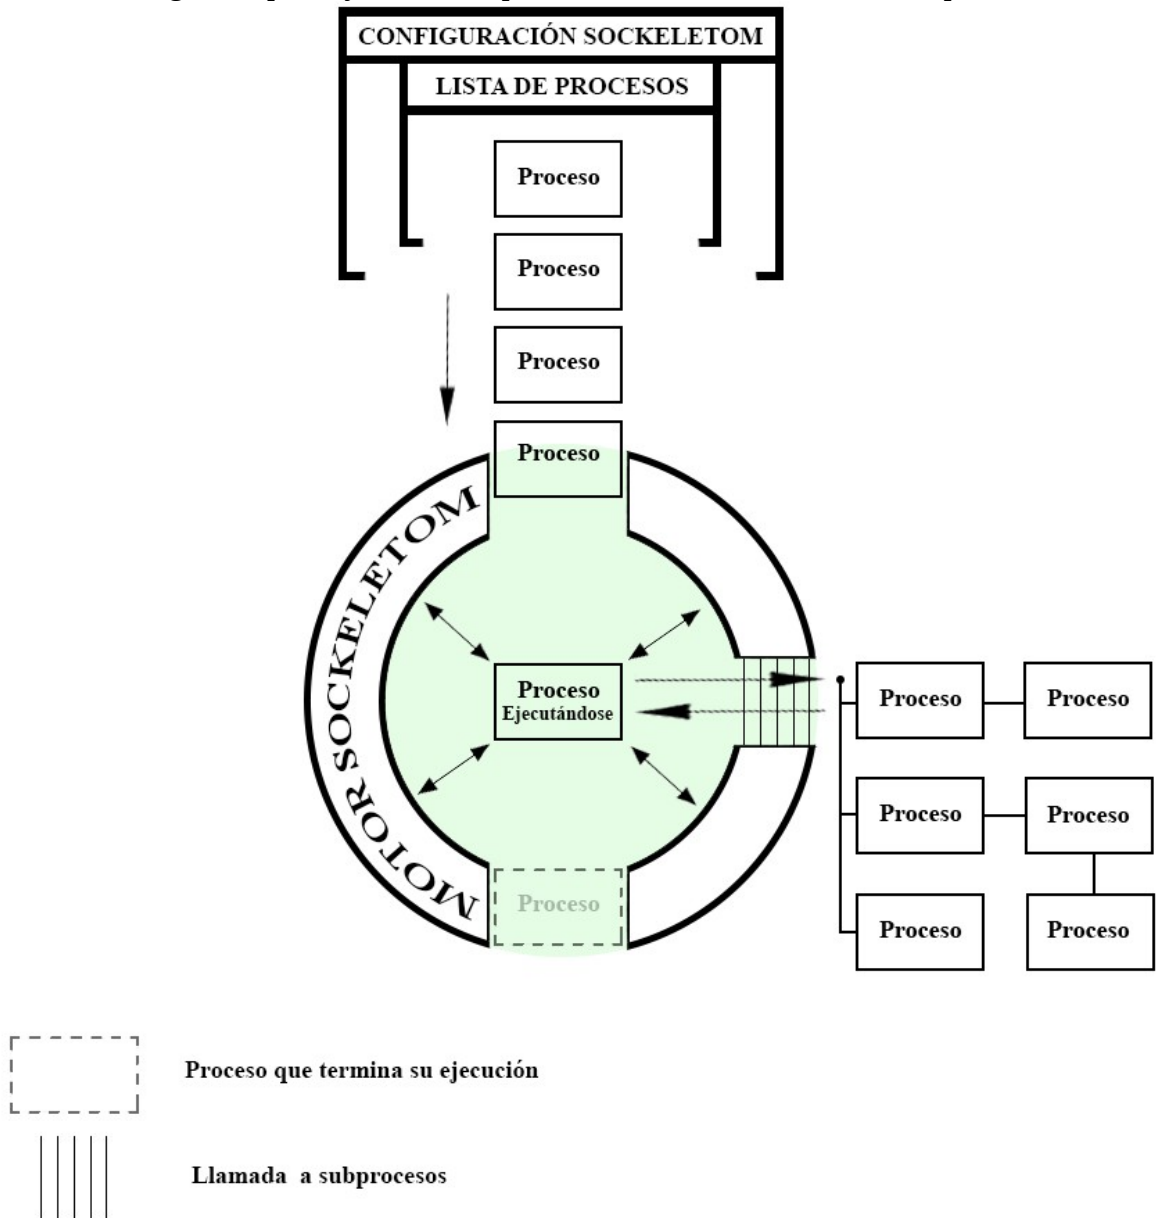 CONFIGURACIÓN SOCKELETOM
LISTA DE PROCESOS
Proceso
Proceso
Proceso
Proceso
MOTOR SOCKELETOM
Proceso
Ejecutándose
Proceso
Proceso
Proceso
Proceso
Proceso
Proceso
Proceso
Proceso que termina su ejecución
Llamada a subprocesos